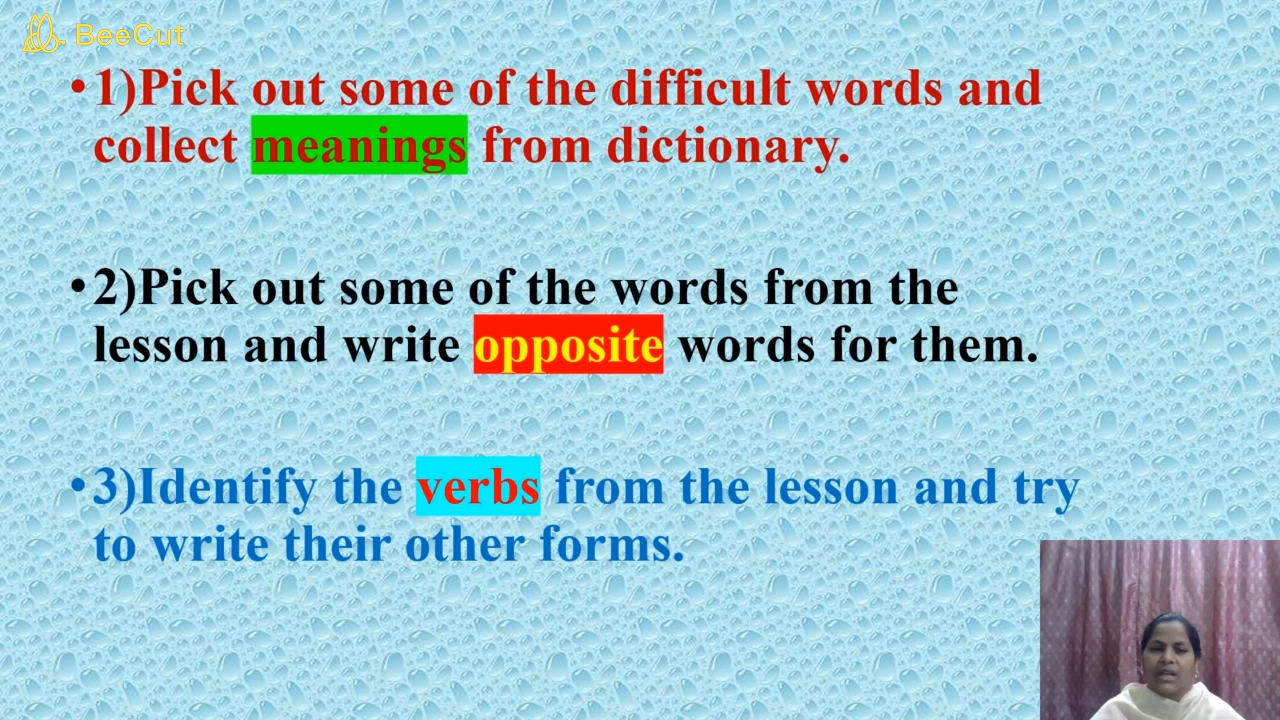 BeeCut
• 1)Pick out some of the difficult words and
collect meanings from dictionary.
• 2)Pick out some of the words from the
lesson and write opposite words for them.
• 3)Identify the verbs from the lesson and try
to write their other forms.